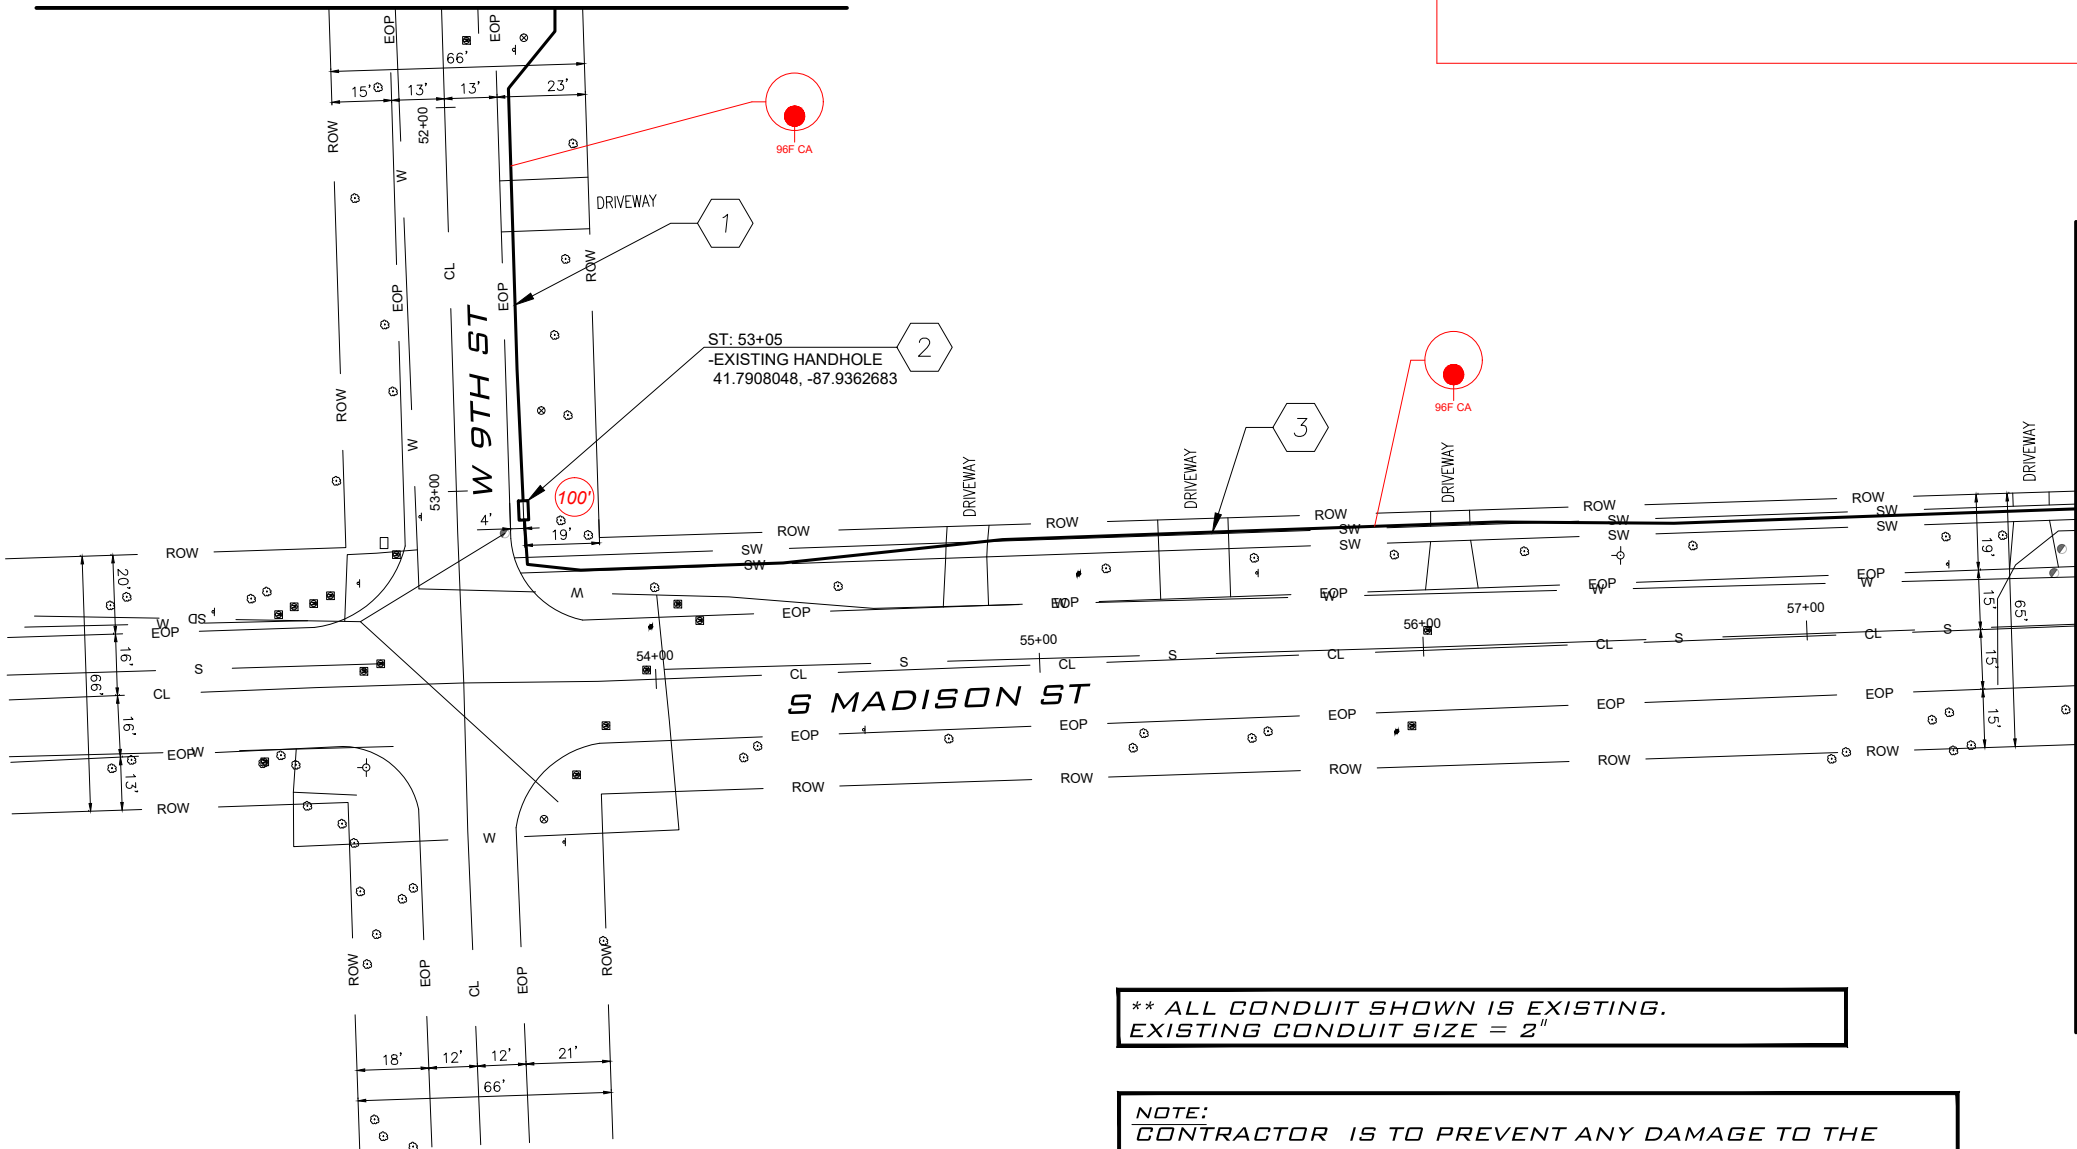 EOP
EOP
66'
15'
13'
13'
23'
52+00
ROW
W
96F CA
DRIVEWAY
1
CL
ROW
EOP
EOP
W 9TH ST
ST: 53+05
-EXISTING HANDHOLE
41.7908048, -87.9362683
2
96F CA
3
ROW
W
53+00
100'
4'
19'
DRIVEWAY
DRIVEWAY
DRIVEWAY
DRIVEWAY
ROW
ROW
ROW
ROW
ROW
ROW
SW
SW
SW
SW
SW
SW
SW
SW
20'
W
SD
EOP
W
EOP
EOP
W
EOP
W
EOP
W
EOP
W
19'
15'
65'
15'
15'
16'
66'
16'
13'
S
CL
54+00
55+00
56+00
57+00
S
S
S
S
CL
CL
CL
CL
CL
S MADISON ST
EOP
W
EOP
EOP
EOP
EOP
EOP
ROW
ROW
ROW
ROW
ROW
ROW
W
ROW
EOP
CL
EOP
ROW
18'
12'
12'
21'
66'
** ALL CONDUIT SHOWN IS EXISTING.
EXISTING CONDUIT SIZE = 2"
NOTE:
CONTRACTOR IS TO PREVENT ANY DAMAGE TO THE